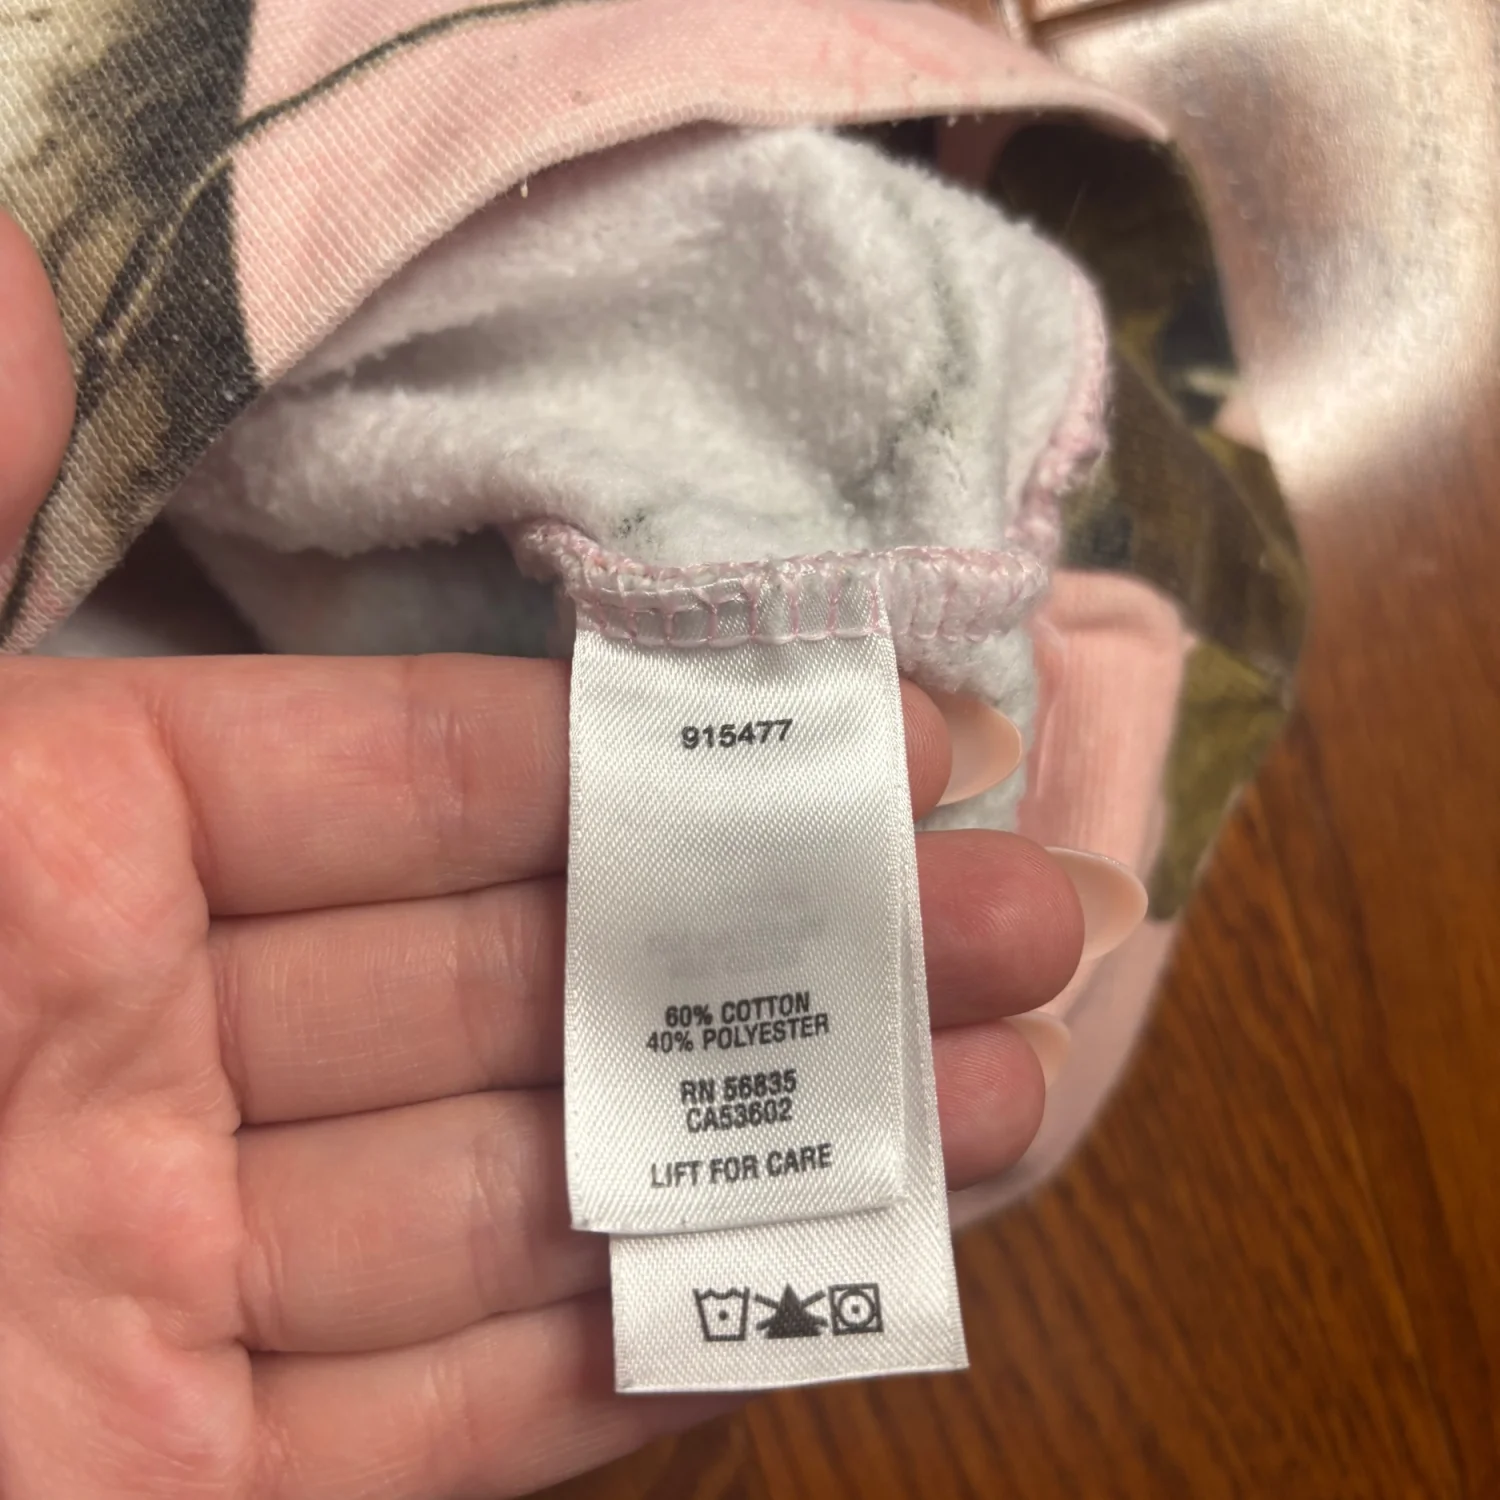 915477
60% COTTON
40% POLYESTER
RN 56835
CA53602
LIFT FOR CARE